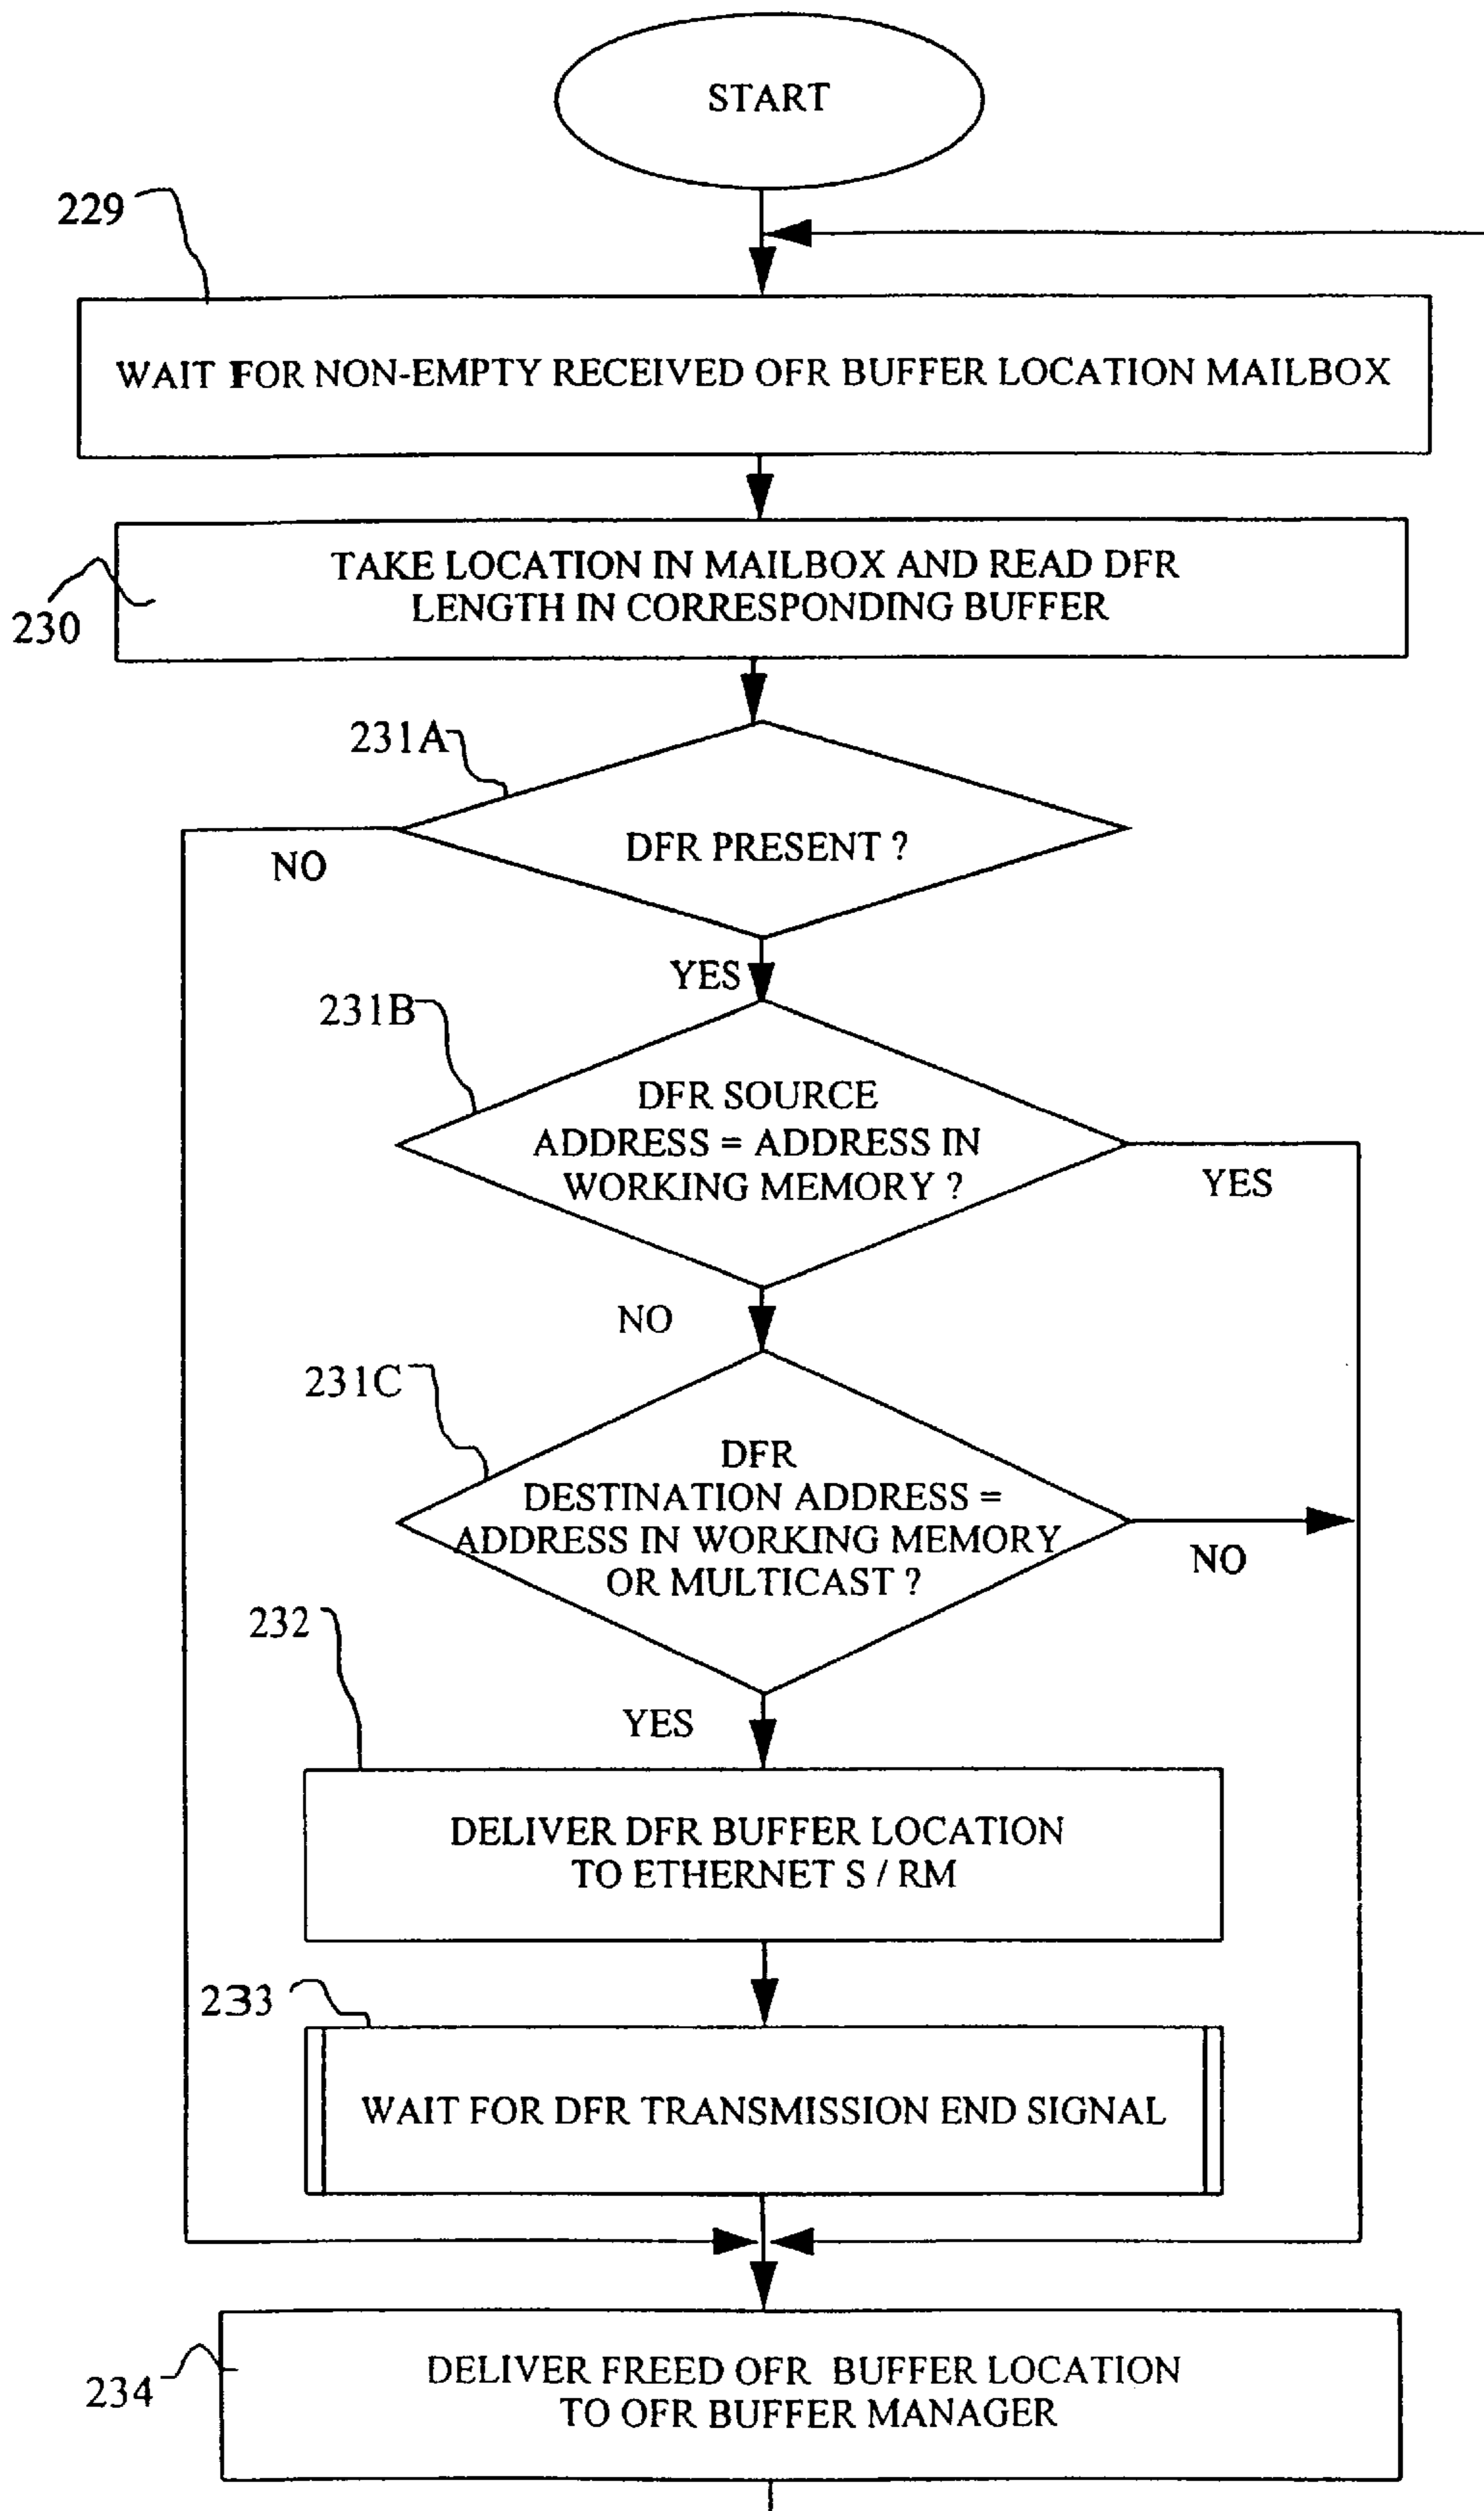 START
229
WAIT FOR NON-EMPTY RECEIVED OFR BUFFER LOCATION MAILBOX
TAKE LOCATION IN MAILBOX AND READ DFR
LENGTH IN CORRESPONDING BUFFER
230
231A
DFR PRESENT ?
NO
YES
231B
DFR SOURCE
ADDRESS = ADDRESS IN
WORKING MEMORY ?
YES
NO
231C
DFR
DESTINATION ADDRESS =
ADDRESS IN WORKING MEMORY
OR MULTICAST ?
NO
232
YES
DELIVER DFR BUFFER LOCATION
TO ETHERNET S / RM
233
WAIT FOR DFR TRANSMISSION END SIGNAL
234
DELIVER FREED OFR BUFFER LOCATION
TO OFR BUFFER MANAGER